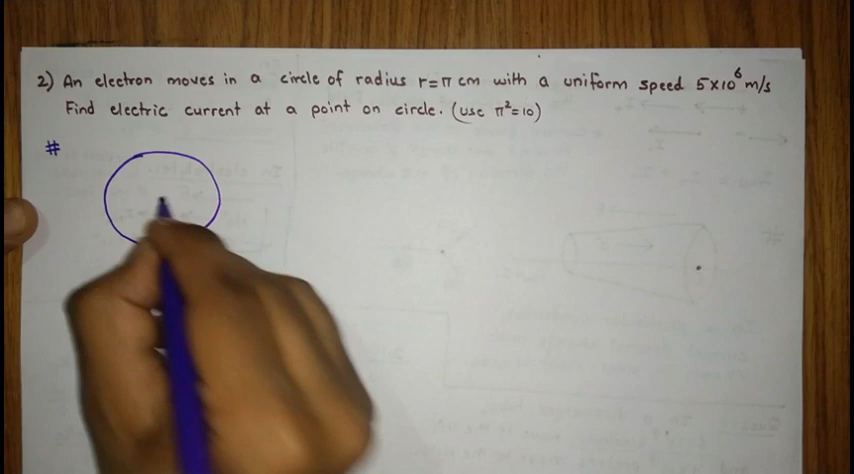 2) An electron moves in a circle of radius r=π cm with a uniform speed 5×10⁶ m/s
Find electric current at a point on circle. (use π²=10)
#